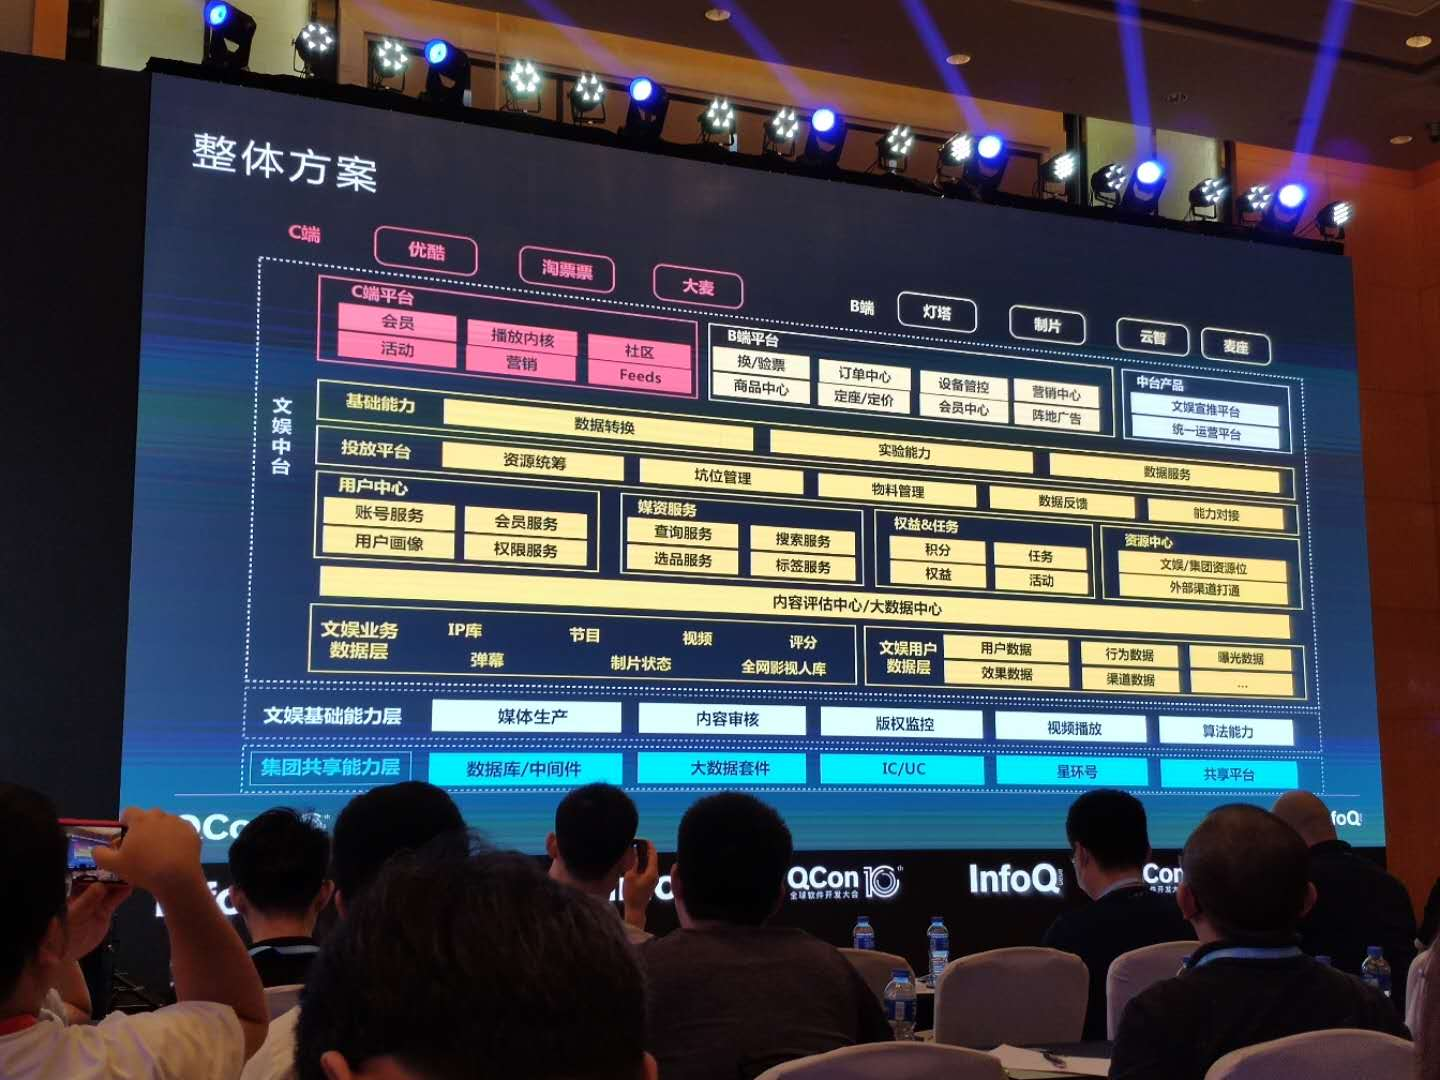 整体方案
C端
优酷
淘票票
大麦
B端
灯塔
制片
云智
麦座
文娱中台
C端平台
会员
播放内核
社区
活动
营销
Feeds
B端平台
换/验票
订单中心
设备管控
营销中心
商品中心
定座/定价
会员中心
阵地广告
中台产品
文娱宣推平台
统一运营平台
基础能力
数据转换
实验能力
数据服务
投放平台
资源统筹
坑位管理
物料管理
数据反馈
能力对接
用户中心
账号服务
会员服务
用户画像
权限服务
媒资服务
查询服务
搜索服务
选品服务
标签服务
权益&任务
积分
任务
权益
活动
资源中心
文娱/集团资源位
外部渠道打通
内容评估中心/大数据中心
文娱业务
数据层
IP库
节目
视频
评分
弹幕
制片状态
全网影视人库
文娱用户
数据层
用户数据
行为数据
曝光数据
效果数据
渠道数据
...
文娱基础能力层
媒体生产
内容审核
版权监控
视频播放
算法能力
集团共享能力层
数据库/中间件
大数据套件
IC/UC
星环号
共享平台
QCon 10th
全球软件开发大会
InfoQ